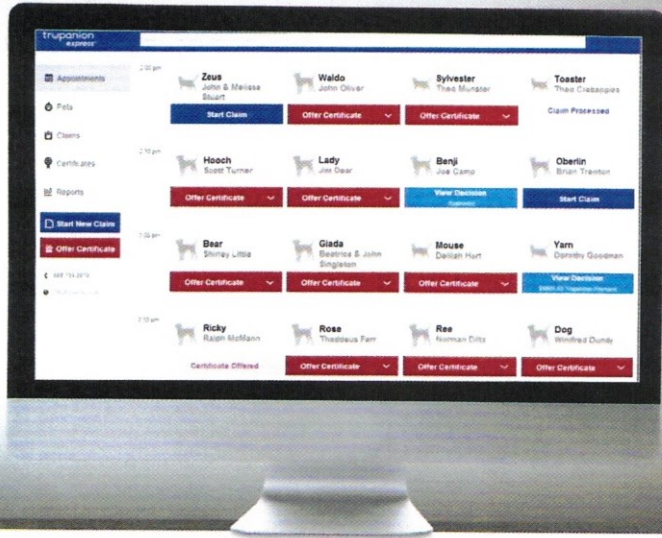 trupanion
express
Appointments
Pets
Claims
Certificates
Reports
Start New Claim
Offer Certificate
2:00 pm
Zeus
John & Melissa
Stuart
Start Claim
Waldo
John Oliver
Offer Certificate
Sylvester
Theo Munster
Offer Certificate
Toaster
Theo Crabapples
Claim Processed
Hooch
Scott Turner
Offer Certificate
Lady
Jim Dear
Offer Certificate
Benji
Joe Camp
View Decision
Oberlin
Brian Trenton
Start Claim
Bear
Shirley Little
Offer Certificate
Giada
Beatrice & John
Singleton
Offer Certificate
Mouse
Delilah Hart
Offer Certificate
Yarn
Dorothy Goodman
View Decision
Ricky
Ralph McMann
Certificate Offered
Rose
Thaddeus Farr
Offer Certificate
Ree
Norman Ditz
Offer Certificate
Dog
Winifred Dundy
Offer Certificate